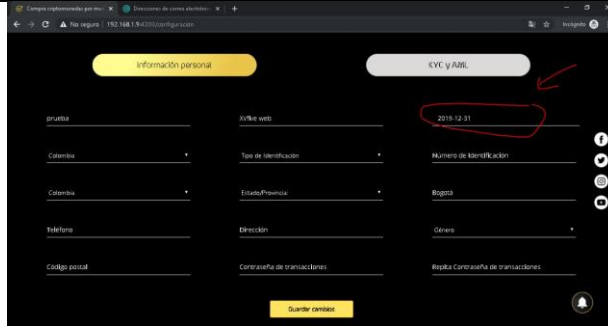 Compra criptomonedas por me
Direcciones de correo electróni
No seguro | 192.168.1.9:4200/configuracion
Incógnito
Información personal
KYC y AML
prueba
XVfive web
2019-12-31
Colombia
Tipo de Identificación
Número de Identificación
Colombia
Estado/Provincia
Bogotá
Teléfono
Dirección
Género
Código postal
Contraseña de transacciones
Repita Contraseña de transacciones
Guardar cambios